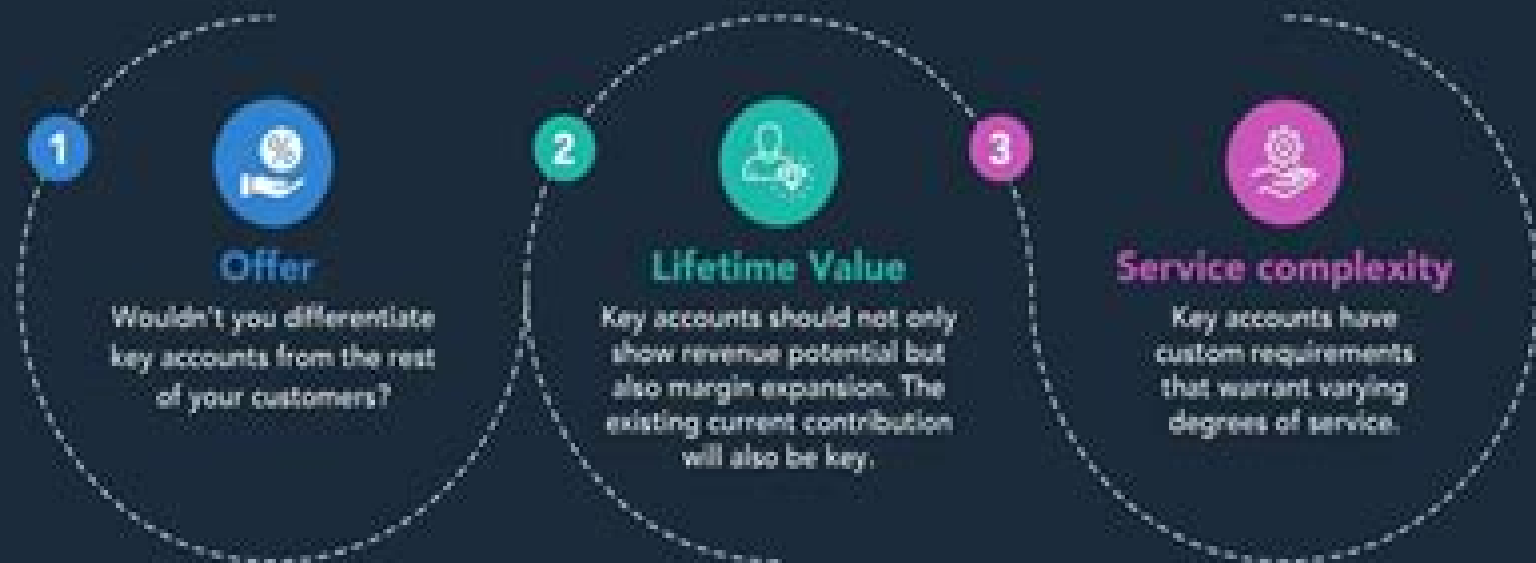 1
Offer
Wouldn't you differentiate
key accounts from the rest
of your customers?
2
Lifetime Value
Key accounts should not only
show revenue potential but
also margin expansion. The
existing current contribution
will also be key.
3
Service complexity
Key accounts have
custom requirements
that warrant varying
degrees of service.